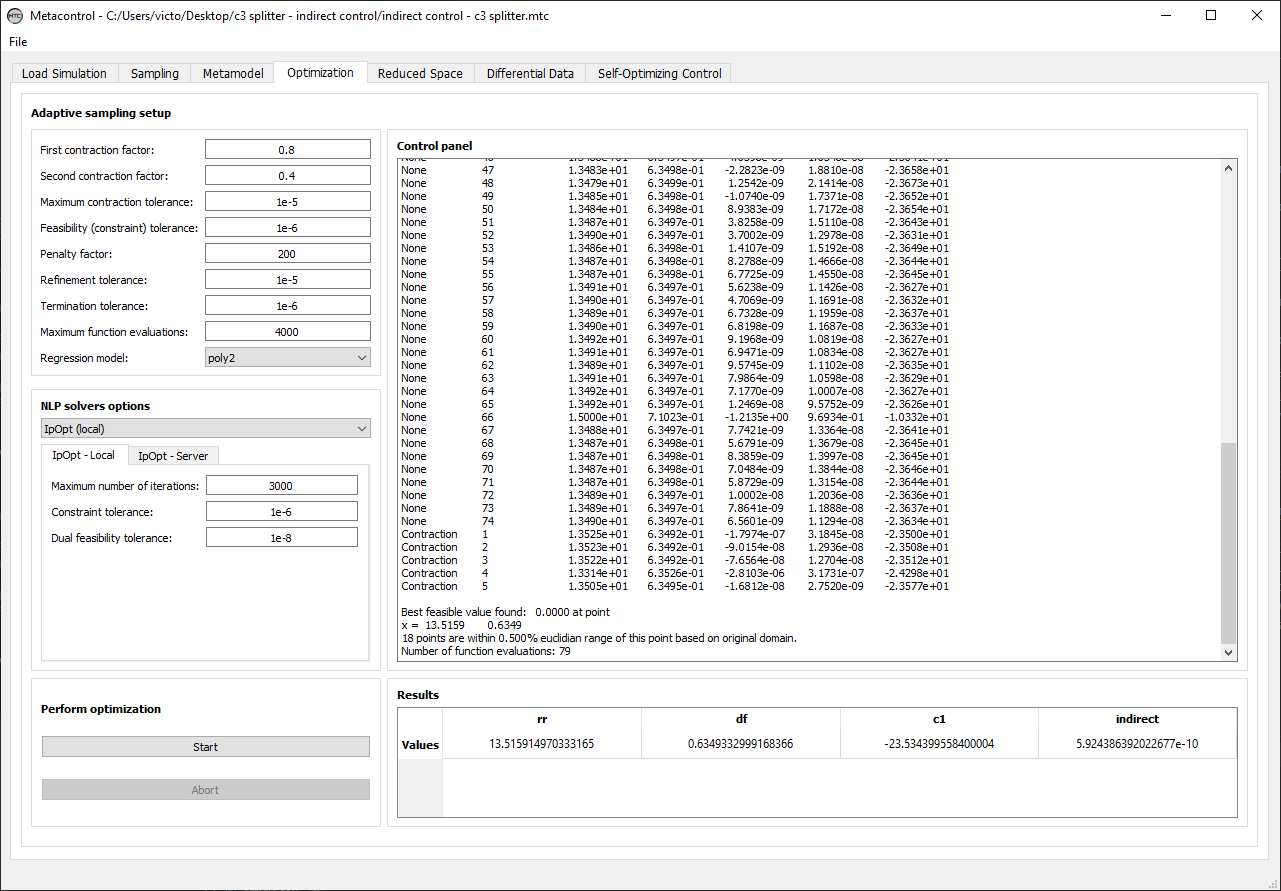 Metacontrol - C:/Users/victo/Desktop/c3 splitter - indirect control/indirect control - c3 splitter.mtc
File
Load Simulation Sampling Metamodel Optimization Reduced Space Differential Data Self-Optimizing Control
Adaptive sampling setup
First contraction factor: 0.8
Second contraction factor: 0.4
Maximum contraction tolerance: 1e-5
Feasibility (constraint) tolerance: 1e-6
Penalty factor: 200
Refinement tolerance: 1e-5
Termination tolerance: 1e-6
Maximum function evaluations: 4000
Regression model: poly2
NLP solvers options
IpOpt (local)
IpOpt - Local IpOpt - Server
Maximum number of iterations: 3000
Constraint tolerance: 1e-6
Dual feasibility tolerance: 1e-8
Perform optimization
Start
Abort
Control panel
None 47 1.3483e+01 6.3497e-01 -2.2823e-09 1.8810e-08 -2.3658e+01
None 48 1.3479e+01 6.3499e-01 1.2542e-09 2.1414e-08 -2.3673e+01
None 49 1.3485e+01 6.3498e-01 -1.0740e-09 1.7371e-08 -2.3652e+01
None 50 1.3484e+01 6.3498e-01 8.9383e-09 1.7172e-08 -2.3654e+01
None 51 1.3487e+01 6.3497e-01 3.8258e-09 1.5110e-08 -2.3643e+01
None 52 1.3490e+01 6.3497e-01 3.7002e-09 1.2978e-08 -2.3631e+01
None 53 1.3486e+01 6.3498e-01 1.4107e-09 1.5192e-08 -2.3649e+01
None 54 1.3487e+01 6.3497e-01 8.2788e-09 1.4666e-08 -2.3644e+01
None 55 1.3487e+01 6.3498e-01 6.7725e-09 1.4550e-08 -2.3645e+01
None 56 1.3491e+01 6.3497e-01 5.6238e-09 1.1426e-08 -2.3627e+01
None 57 1.3490e+01 6.3497e-01 4.7069e-09 1.1691e-08 -2.3632e+01
None 58 1.3489e+01 6.3497e-01 6.7328e-09 1.1959e-08 -2.3637e+01
None 59 1.3490e+01 6.3497e-01 6.8198e-09 1.1687e-08 -2.3633e+01
None 60 1.3492e+01 6.3497e-01 9.1968e-09 1.0819e-08 -2.3627e+01
None 61 1.3491e+01 6.3497e-01 6.9471e-09 1.0834e-08 -2.3627e+01
None 62 1.3489e+01 6.3497e-01 9.5745e-09 1.1102e-08 -2.3635e+01
None 63 1.3491e+01 6.3497e-01 7.9864e-09 1.0598e-08 -2.3629e+01
None 64 1.3492e+01 6.3497e-01 7.1770e-09 1.0007e-08 -2.3628e+01
None 65 1.3492e+01 6.3497e-01 1.2469e-08 9.5752e-09 -2.3626e+01
None 66 1.5000e+01 7.1023e-01 -1.2135e+00 9.6934e-01 -1.0332e+01
None 67 1.3488e+01 6.3497e-01 7.7421e-09 1.3364e-08 -2.3641e+01
None 68 1.3487e+01 6.3498e-01 5.6791e-09 1.3679e-08 -2.3645e+01
None 69 1.3487e+01 6.3498e-01 8.3859e-09 1.3997e-08 -2.3645e+01
None 70 1.3487e+01 6.3497e-01 7.0484e-09 1.3844e-08 -2.3646e+01
None 71 1.3487e+01 6.3497e-01 5.8729e-09 1.3154e-08 -2.3644e+01
None 72 1.3489e+01 6.3497e-01 1.0002e-08 1.2036e-08 -2.3636e+01
None 73 1.3489e+01 6.3497e-01 7.8641e-09 1.1888e-08 -2.3637e+01
None 74 1.3490e+01 6.3497e-01 6.5601e-09 1.1294e-08 -2.3634e+01
Contraction 1 1.3525e+01 6.3492e-01 -1.7974e-07 3.1845e-08 -2.3500e+01
Contraction 2 1.3523e+01 6.3492e-01 -9.0154e-08 1.2936e-08 -2.3508e+01
Contraction 3 1.3522e+01 6.3492e-01 -7.6564e-08 1.2704e-08 -2.3512e+01
Contraction 4 1.3314e+01 6.3526e-01 -2.8103e-06 3.1731e-07 -2.4298e+01
Contraction 5 1.3505e+01 6.3495e-01 -1.6812e-08 2.7520e-09 -2.3577e+01
Best feasible value found: 0.0000 at point
x = 13.5159 0.6349
18 points are within 0.500% euclidian range of this point based on original domain.
Number of function evaluations: 79
Results
rr df c1 indirect
Values 13.515914970333165 0.6349332999168366 -23.534399558400004 5.924386392022677e-10